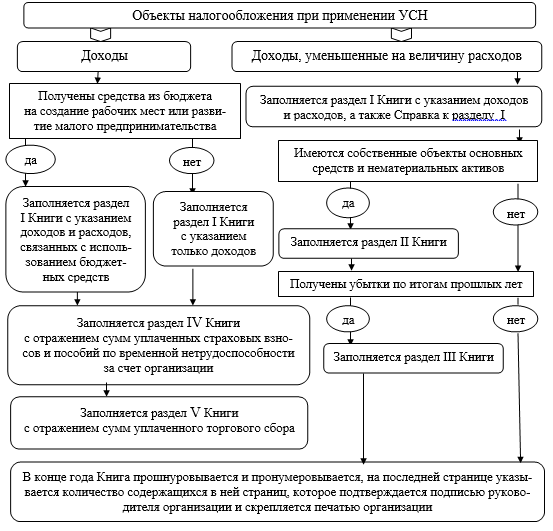 Объекты налогообложения при применении УСН
Доходы
Доходы, уменьшенные на величину расходов
Получены средства из бюджета
на создание рабочих мест или разви-
тие малого предпринимательства
да
нет
Заполняется раздел
I Книги с указанием
доходов и расходов,
связанных с исполь-
зованием бюджет-
ных средств
Заполняется
раздел I Книги
с указанием
только доходов
Заполняется раздел IV Книги
с отражением сумм уплаченных страховых взно-
сов и пособий по временной нетрудоспособности
за счет организации
Заполняется раздел V Книги
с отражением сумм уплаченного торгового сбора
Заполняется раздел I Книги с указанием доходов
и расходов, а также Справка к разделу I
Имеются собственные объекты основных
средств и нематериальных активов
да
нет
Заполняется раздел II Книги
Получены убытки по итогам прошлых лет
да
нет
Заполняется раздел III Книги
В конце года Книга прошнуровывается и пронумеровывается, на последней странице указы-
вается количество содержащихся в ней страниц, которое подтверждается подписью руково-
дителя организации и скрепляется печатью организации